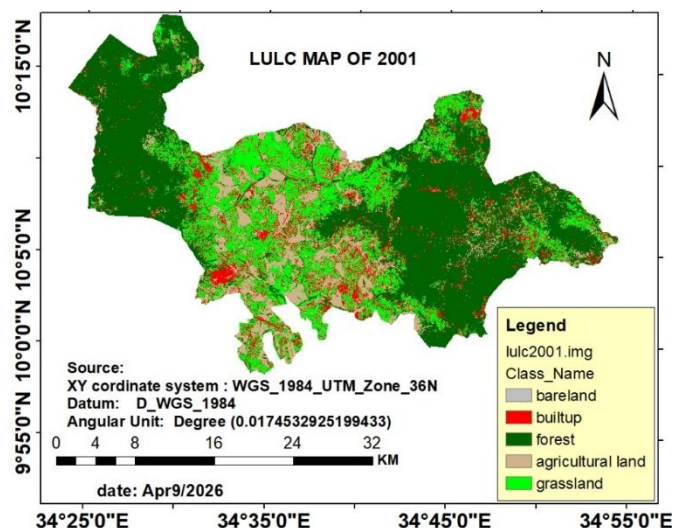 LULC MAP OF 2001
N
10°15'0"N
10°5'0"N
10°0'0"N
9°55'0"N
Legend
lulc2001.img
Class_Name
bareland
builtup
forest
agricultural land
grassland
Source:
XY cordinate system : WGS_1984_UTM_Zone_36N
Datum: D_WGS_1984
Angular Unit: Degree (0.0174532925199433)
0 4 8 16 24 32
KM
date: Apr9/2026
34°25'0"E 34°35'0"E 34°45'0"E 34°55'0"E